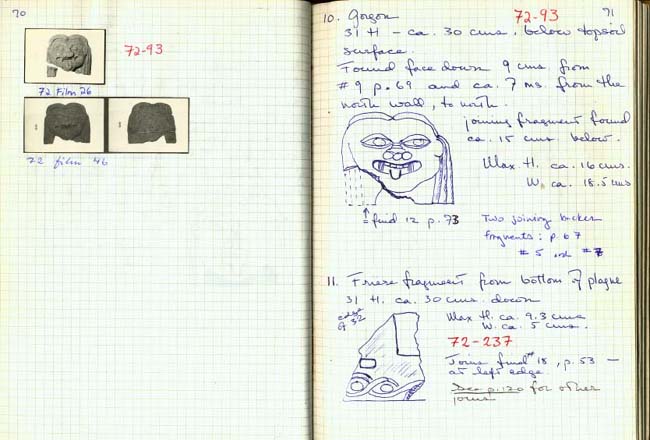 70
72-93
72 Film 26
72 film 46
71
10. Gorgon
72-93
31 H - ca. 30 cms. below topsoil
surface.
Found face down 9 cms. from
#9 p. 69 and ca. 7 ms. from the
north wall, to north.
joining fragment found
ca. 15 cms. below.
Max. H. ca. 16 cms.
W. ca. 18.5 cms
= find 12 p. 73
Two joining broken
fragments: p. 67
#5 and #7
11. Frieze fragment from bottom of plaque
31 H. ca. 30 cms. down
Max H. ca. 9.3 cms
W. ca. 5 cms.
72-237
Joins find #18, p. 53 —
at left edge
See p. 120 for other
joins.